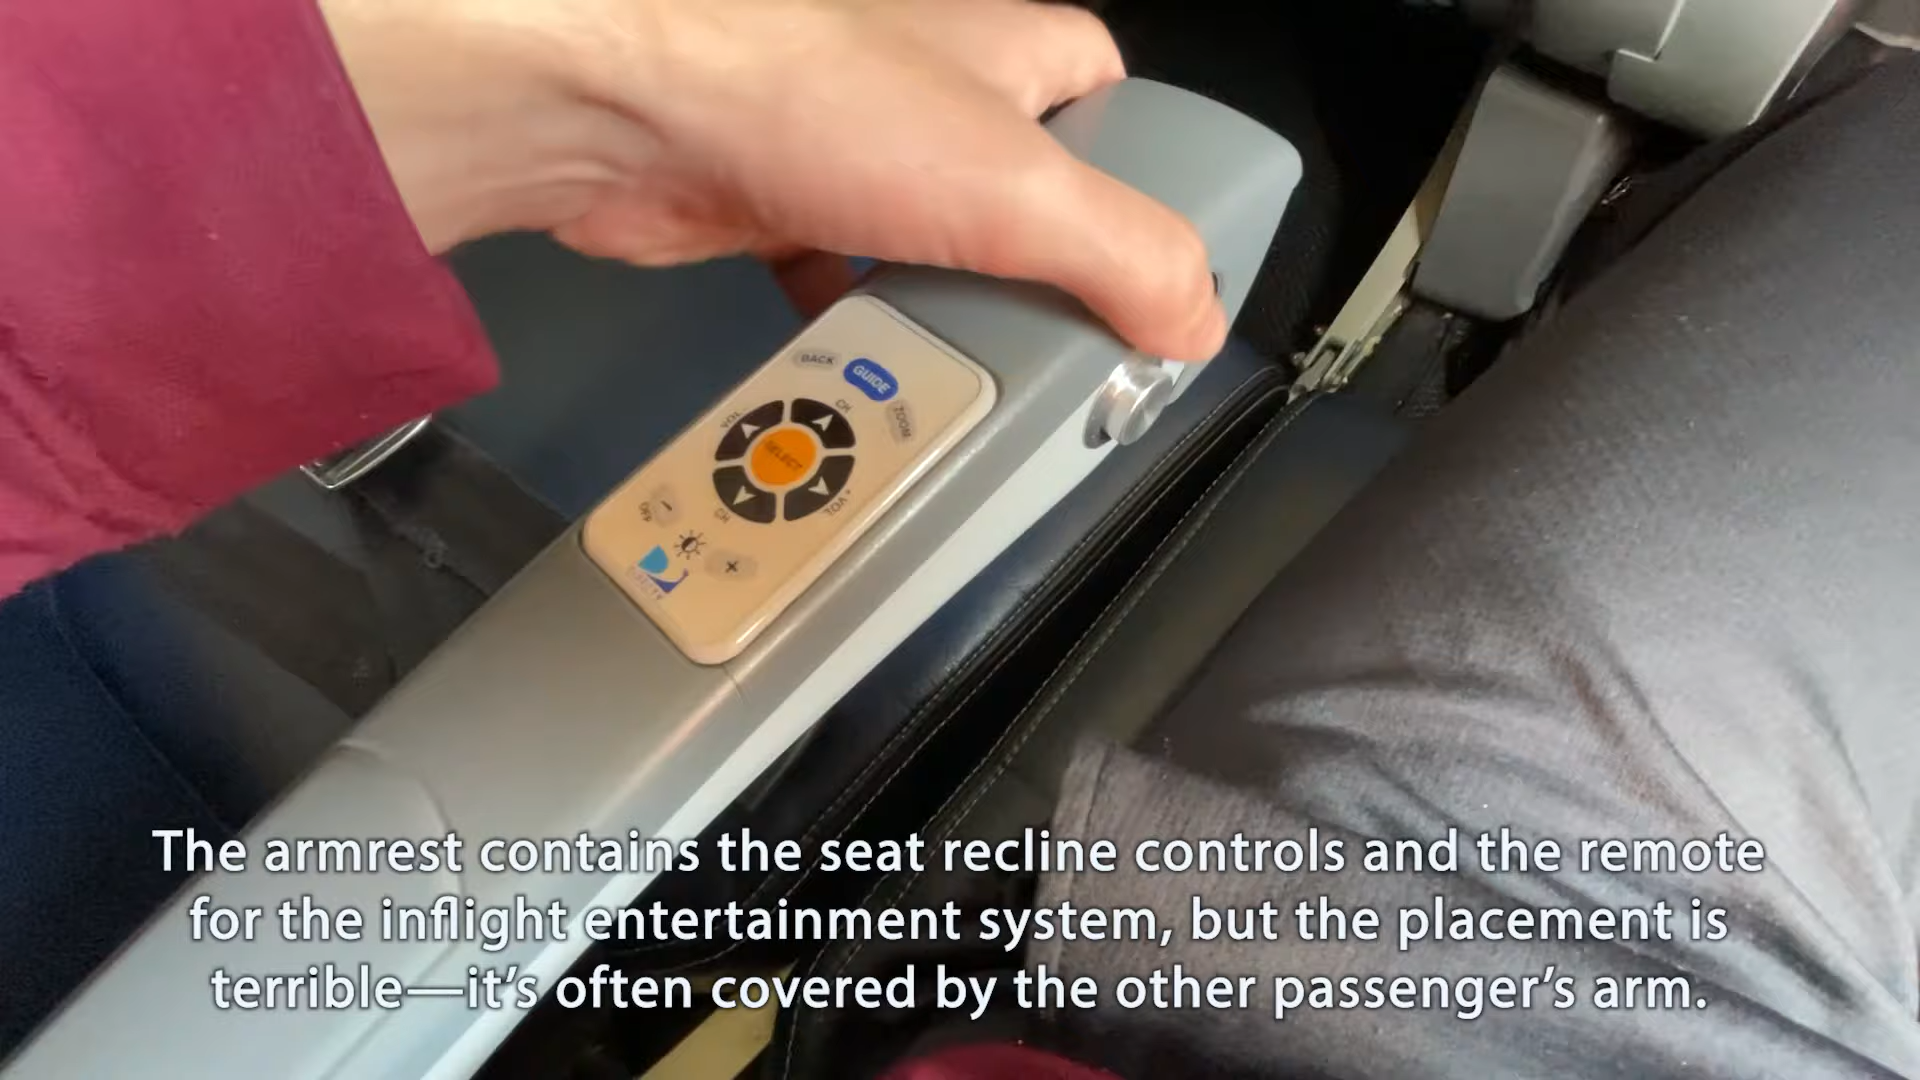 BACK
GUIDE
ZOOM
VOL
CH
SELECT
+ VOL
CH
OFF
−
+
DIRECTV
The armrest contains the seat recline controls and the remote
for the inflight entertainment system, but the placement is
terrible—it’s often covered by the other passenger’s arm.